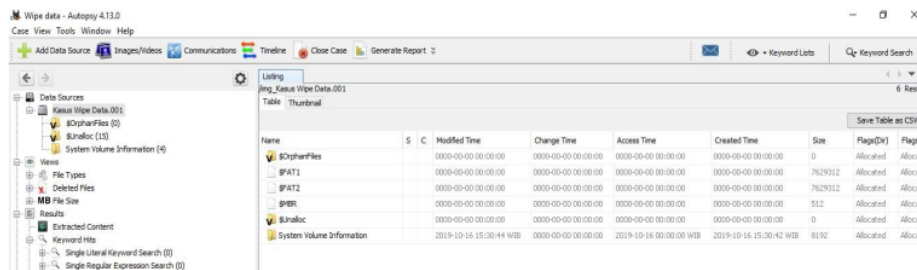 Wipe data - Autopsy 4.13.0
Case View Tools Window Help
Add Data Source Images/Videos Communications Timeline Close Case Generate Report Keyword Lists Keyword Search
Listing
/img_Kasus Wipe Data.001 6 Res
Table Thumbnail
Save Table as CSV
Data Sources
Kasus Wipe Data.001
$OrphanFiles (0)
$Unalloc (15)
System Volume Information (4)
Views
File Types
Deleted Files
MB File Size
Results
Extracted Content
Keyword Hits
Single Literal Keyword Search (0)
Single Regular Expression Search (0)
Name S C Modified Time Change Time Access Time Created Time Size Flags(Dir) Flags
$OrphanFiles 0000-00-00 00:00:00 0000-00-00 00:00:00 0000-00-00 00:00:00 0000-00-00 00:00:00 0 Allocated Alloc
$FAT1 0000-00-00 00:00:00 0000-00-00 00:00:00 0000-00-00 00:00:00 0000-00-00 00:00:00 7629312 Allocated Alloc
$FAT2 0000-00-00 00:00:00 0000-00-00 00:00:00 0000-00-00 00:00:00 0000-00-00 00:00:00 7629312 Allocated Alloc
$MBR 0000-00-00 00:00:00 0000-00-00 00:00:00 0000-00-00 00:00:00 0000-00-00 00:00:00 512 Allocated Alloc
$Unalloc 0000-00-00 00:00:00 0000-00-00 00:00:00 0000-00-00 00:00:00 0000-00-00 00:00:00 0 Allocated Alloc
System Volume Information 2019-10-16 15:30:44 WIB 0000-00-00 00:00:00 2019-10-16 00:00:00 WIB 2019-10-16 15:30:42 WIB 8192 Allocated Alloc